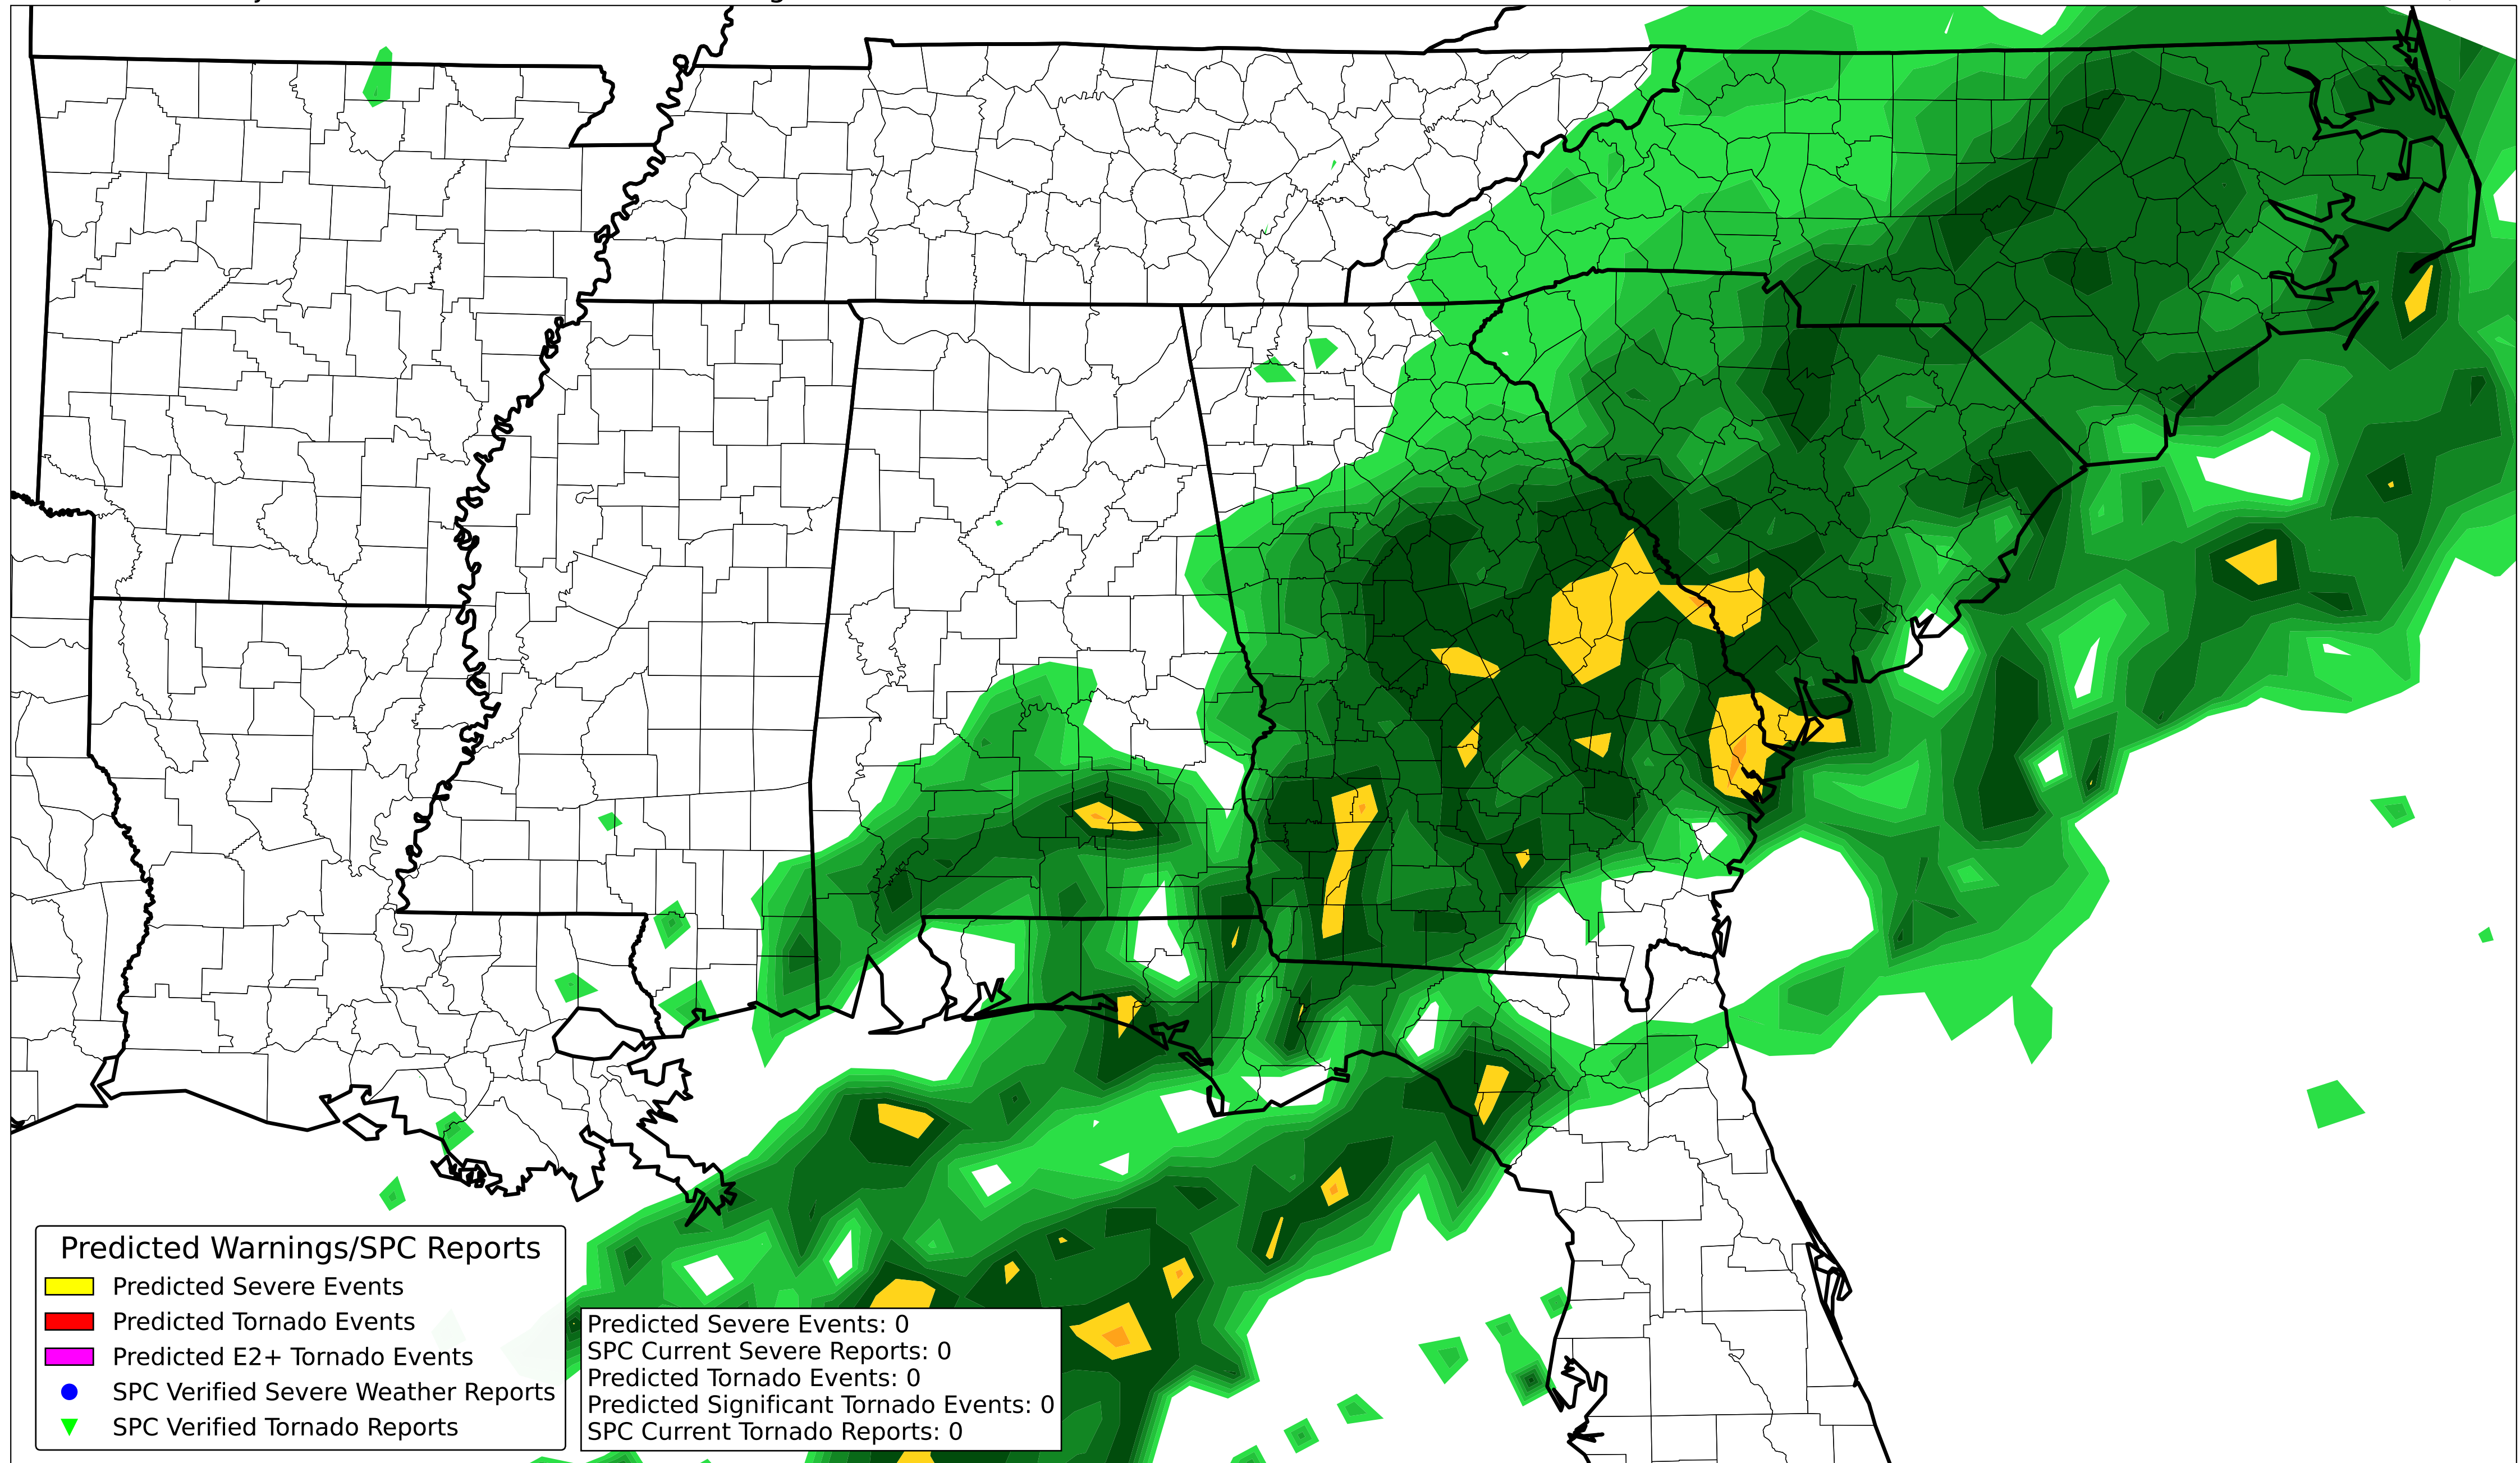 Predicted Warnings/SPC Reports
Predicted Severe Events
Predicted Tornado Events
Predicted E2+ Tornado Events
SPC Verified Severe Weather Reports
SPC Verified Tornado Reports
Predicted Severe Events: 0
SPC Current Severe Reports: 0
Predicted Tornado Events: 0
Predicted Significant Tornado Events: 0
SPC Current Tornado Reports: 0